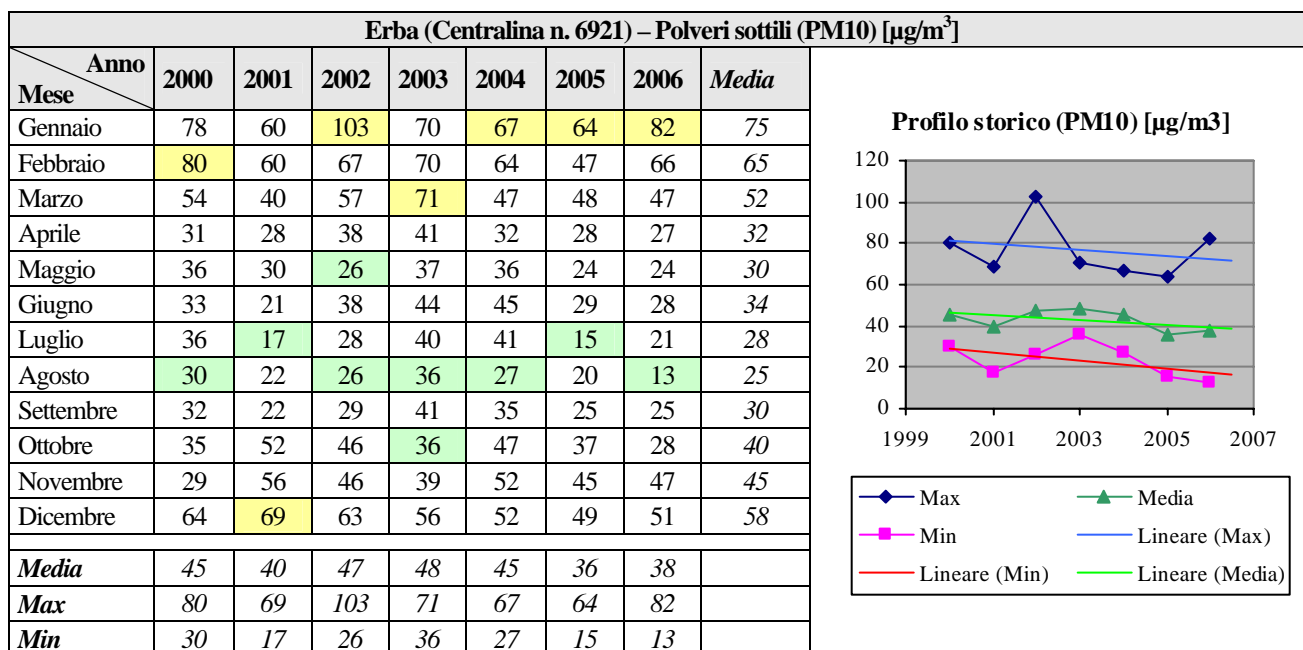 Erba (Centralina n. 6921) – Polveri sottili (PM10) [µg/m³]
Anno
Mese 2000 2001 2002 2003 2004 2005 2006 Media
Gennaio 78 60 103 70 67 64 82 75
Febbraio 80 60 67 70 64 47 66 65
Marzo 54 40 57 71 47 48 47 52
Aprile 31 28 38 41 32 28 27 32
Maggio 36 30 26 37 36 24 24 30
Giugno 33 21 38 44 45 29 28 34
Luglio 36 17 28 40 41 15 21 28
Agosto 30 22 26 36 27 20 13 25
Settembre 32 22 29 41 35 25 25 30
Ottobre 35 52 46 36 47 37 28 40
Novembre 29 56 46 39 52 45 47 45
Dicembre 64 69 63 56 52 49 51 58
Media 45 40 47 48 45 36 38
Max 80 69 103 71 67 64 82
Min 30 17 26 36 27 15 13
Profilo storico (PM10) [µg/m3]
120
100
80
60
40
20
0
1999 2001 2003 2005 2007
Max Media
Min Lineare (Max)
Lineare (Min) Lineare (Media)